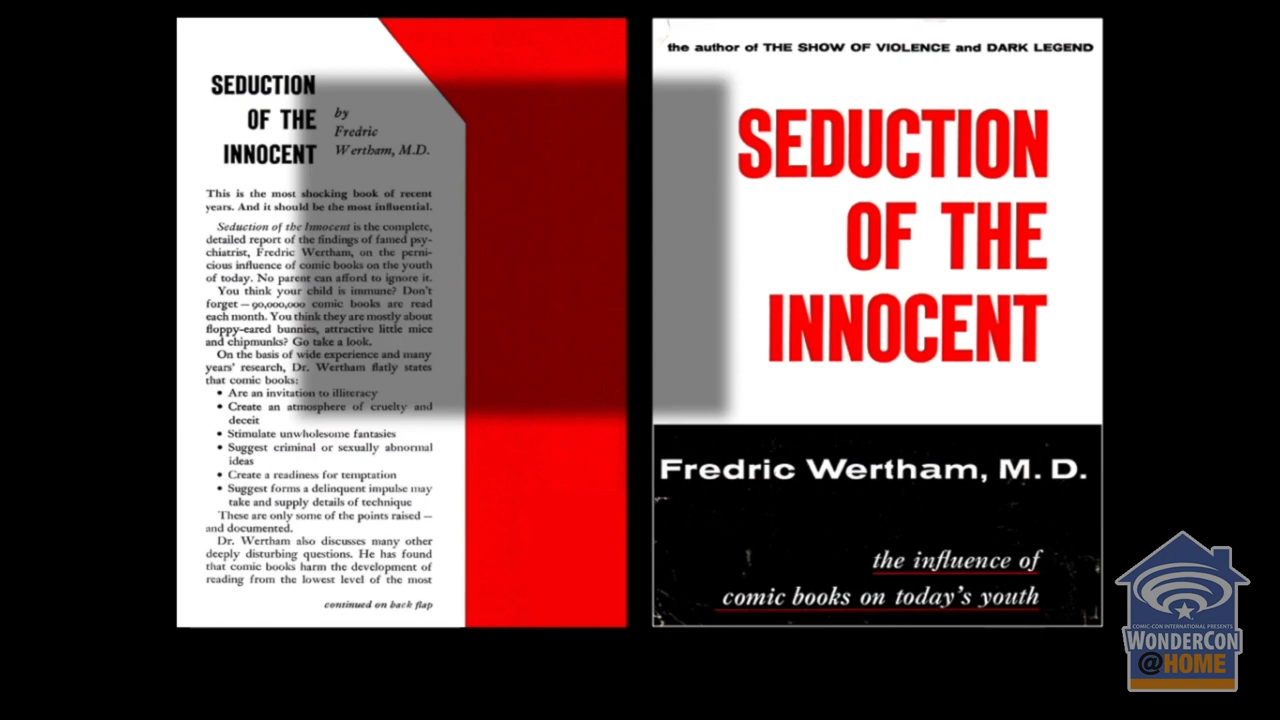 SEDUCTION
OF THE
INNOCENT
by
Fredric
Wertham, M.D.
This is the most shocking book of recent
years. And it should be the most influential.
Seduction of the Innocent is the complete,
detailed report of the findings of famed psy-
chiatrist, Fredric Wertham, on the perni-
cious influence of comic books on the youth
of today. No parent can afford to ignore it.
You think your child is immune? Don't
forget — 90,000,000 comic books are read
each month. You think they are mostly about
floppy-eared bunnies, attractive little mice
and chipmunks? Go take a look.
On the basis of wide experience and many
years' research, Dr. Wertham flatly states
that comic books:
• Are an invitation to illiteracy
• Create an atmosphere of cruelty and
deceit
• Stimulate unwholesome fantasies
• Suggest criminal or sexually abnormal
ideas
• Create a readiness for temptation
• Suggest forms a delinquent impulse may
take and supply details of technique
These are only some of the points raised —
and documented.
Dr. Wertham also discusses many other
deeply disturbing questions. He has found
that comic books harm the development of
reading from the lowest level of the most
continued on back flap
the author of THE SHOW OF VIOLENCE and DARK LEGEND
SEDUCTION
OF THE
INNOCENT
Fredric Wertham, M. D.
the influence of
comic books on today's youth
COMIC-CON INTERNATIONAL PRESENTS
WONDERCON
@HOME